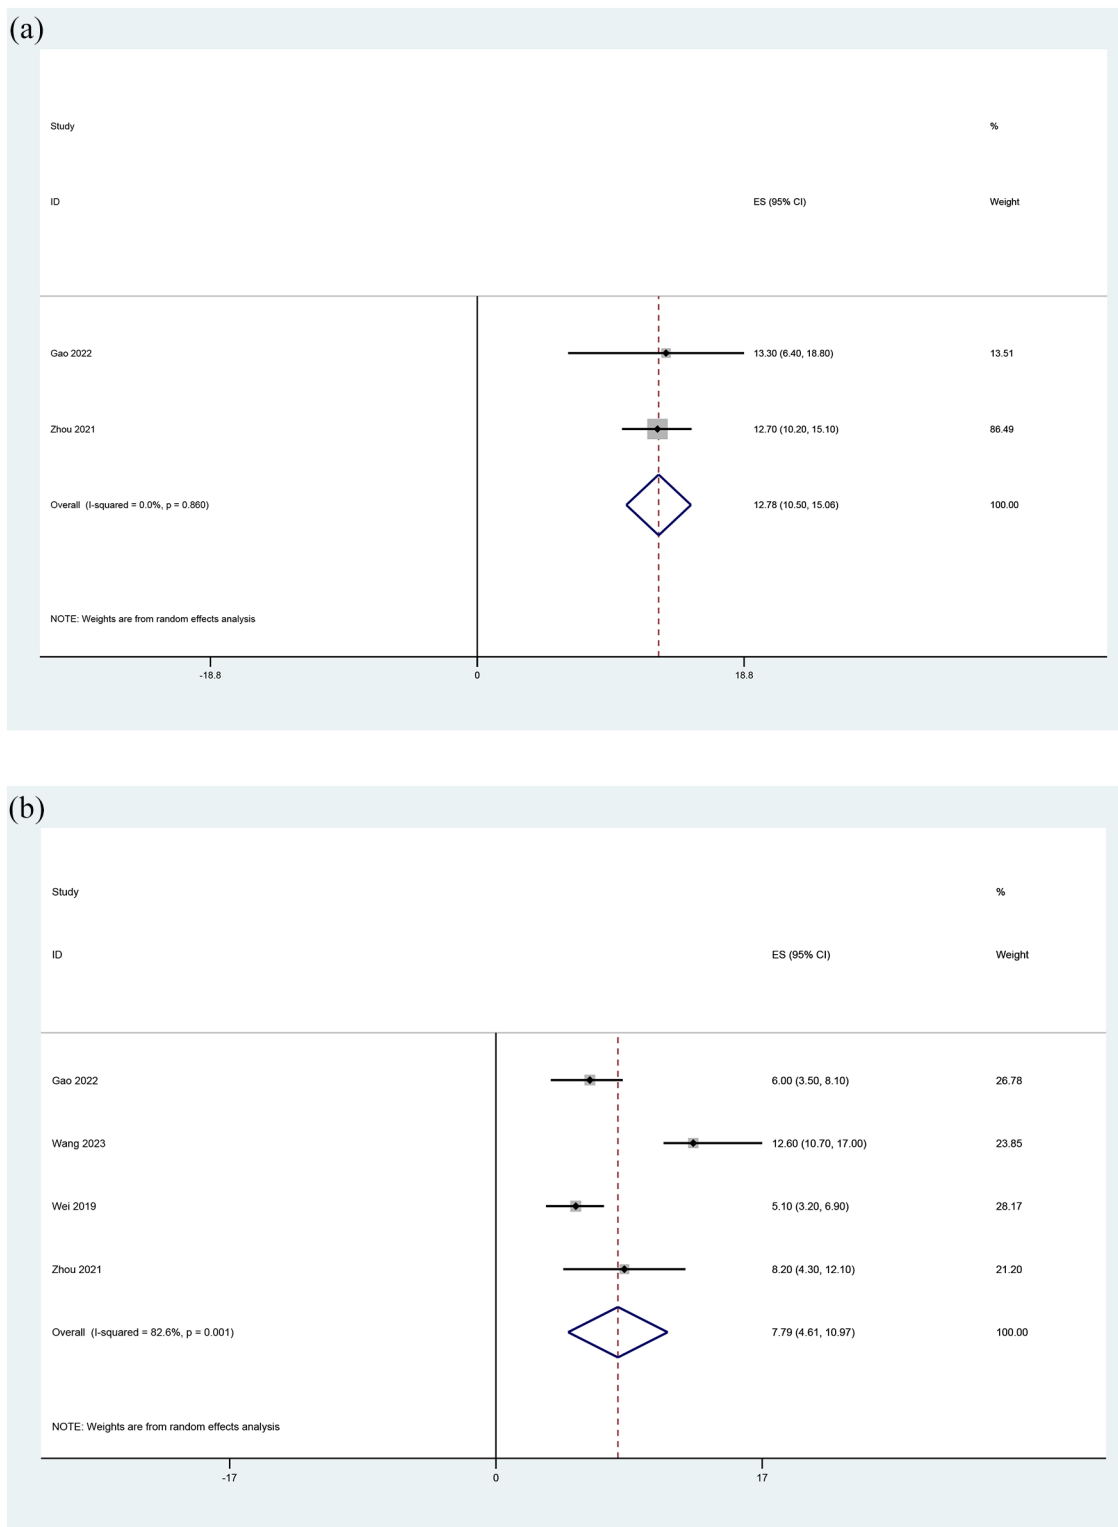 (a)
Study %
ID ES (95% CI) Weight
Gao 2022 13.30 (6.40, 18.80) 13.51
Zhou 2021 12.70 (10.20, 15.10) 86.49
Overall (I-squared = 0.0%, p = 0.860) 12.78 (10.50, 15.06) 100.00
NOTE: Weights are from random effects analysis
-18.8 0 18.8
(b)
Study %
ID ES (95% CI) Weight
Gao 2022 6.00 (3.50, 8.10) 26.78
Wang 2023 12.60 (10.70, 17.00) 23.85
Wei 2019 5.10 (3.20, 6.90) 28.17
Zhou 2021 8.20 (4.30, 12.10) 21.20
Overall (I-squared = 82.6%, p = 0.001) 7.79 (4.61, 10.97) 100.00
NOTE: Weights are from random effects analysis
-17 0 17